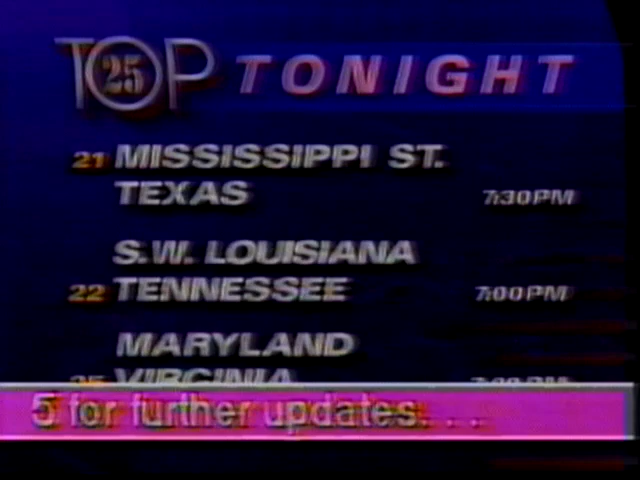 TOP 25 TONIGHT
21 MISSISSIPPI ST.
TEXAS 7:30PM
S.W. LOUISIANA
22 TENNESSEE 7:00PM
MARYLAND
VIRGINIA
5 for further updates. . .